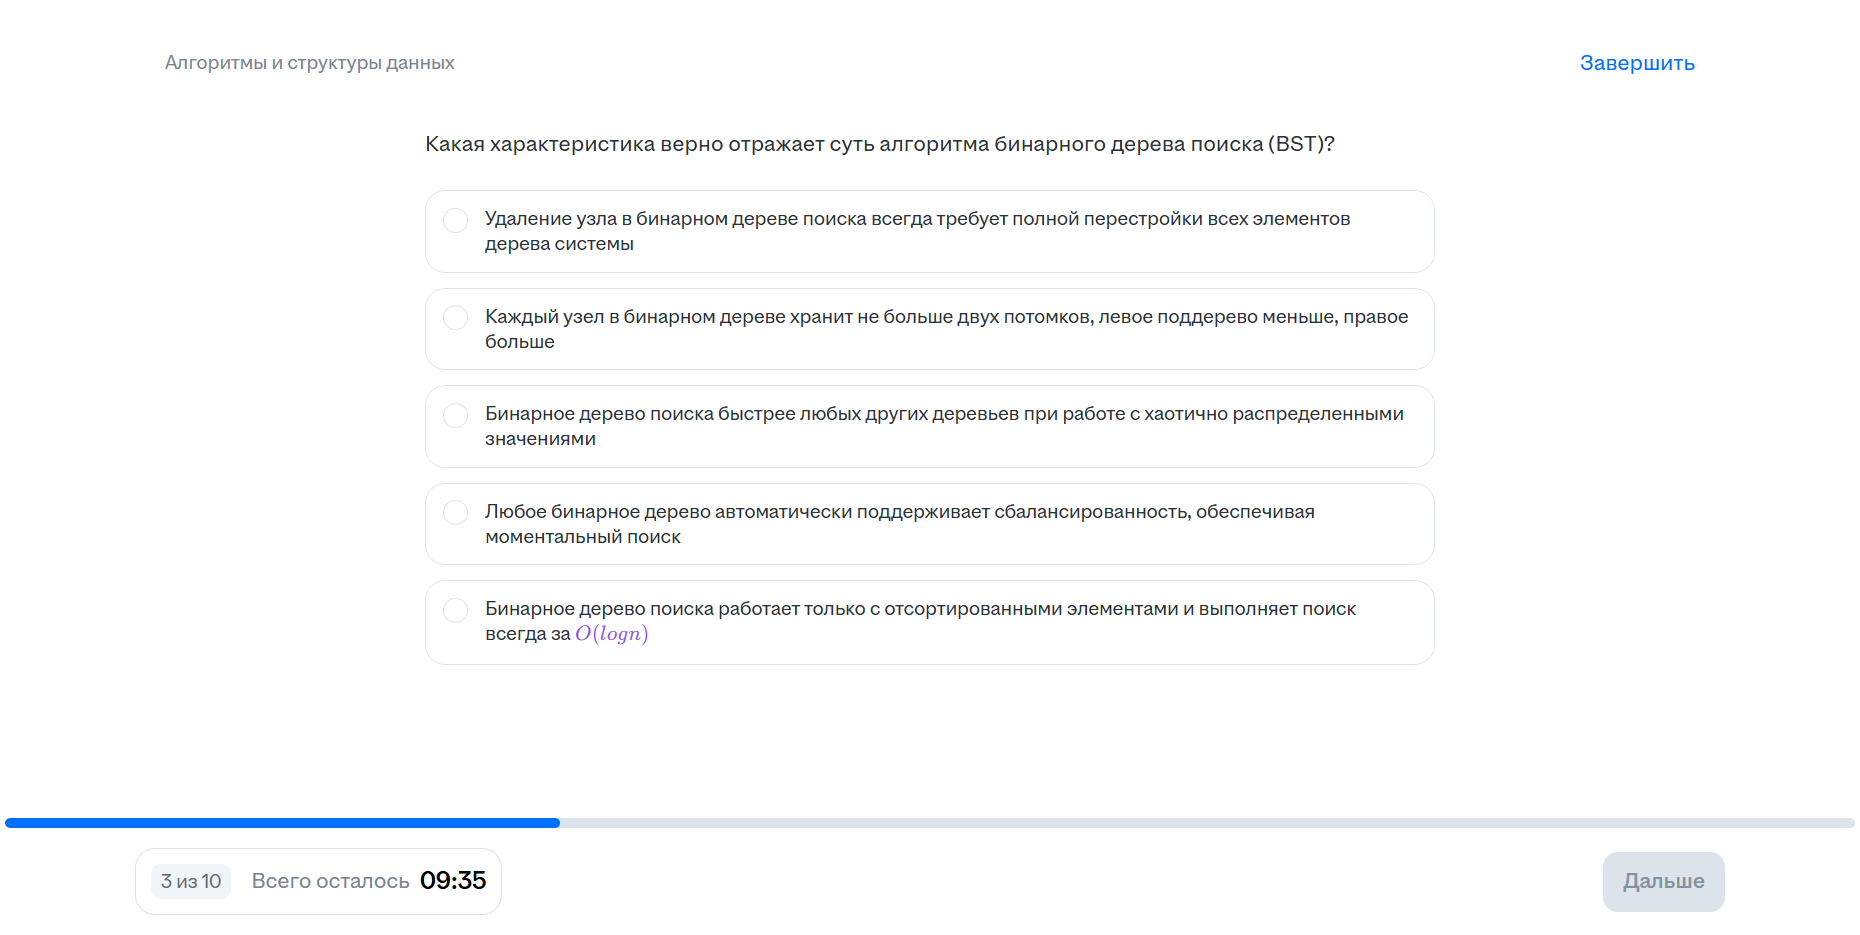 Алгоритмы и структуры данных
Завершить
Какая характеристика верно отражает суть алгоритма бинарного дерева поиска (BST)?
Удаление узла в бинарном дереве поиска всегда требует полной перестройки всех элементов
дерева системы
Каждый узел в бинарном дереве хранит не больше двух потомков, левое поддерево меньше, правое
больше
Бинарное дерево поиска быстрее любых других деревьев при работе с хаотично распределенными
значениями
Любое бинарное дерево автоматически поддерживает сбалансированность, обеспечивая
моментальный поиск
Бинарное дерево поиска работает только с отсортированными элементами и выполняет поиск
всегда за O(logn)
3 из 10 Всего осталось 09:35
Дальше